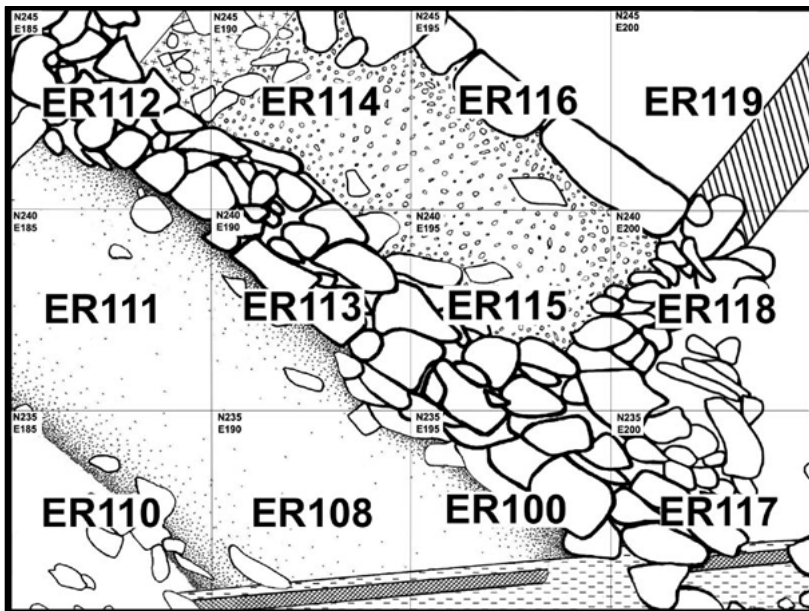 N245
E185
N245
E190
N245
E195
N245
E200
ER112
ER114
ER116
ER119
N240
E185
N240
E190
N240
E195
N240
E200
ER111
ER113
ER115
ER118
N235
E185
N235
E190
N235
E195
N235
E200
ER110
ER108
ER100
ER117